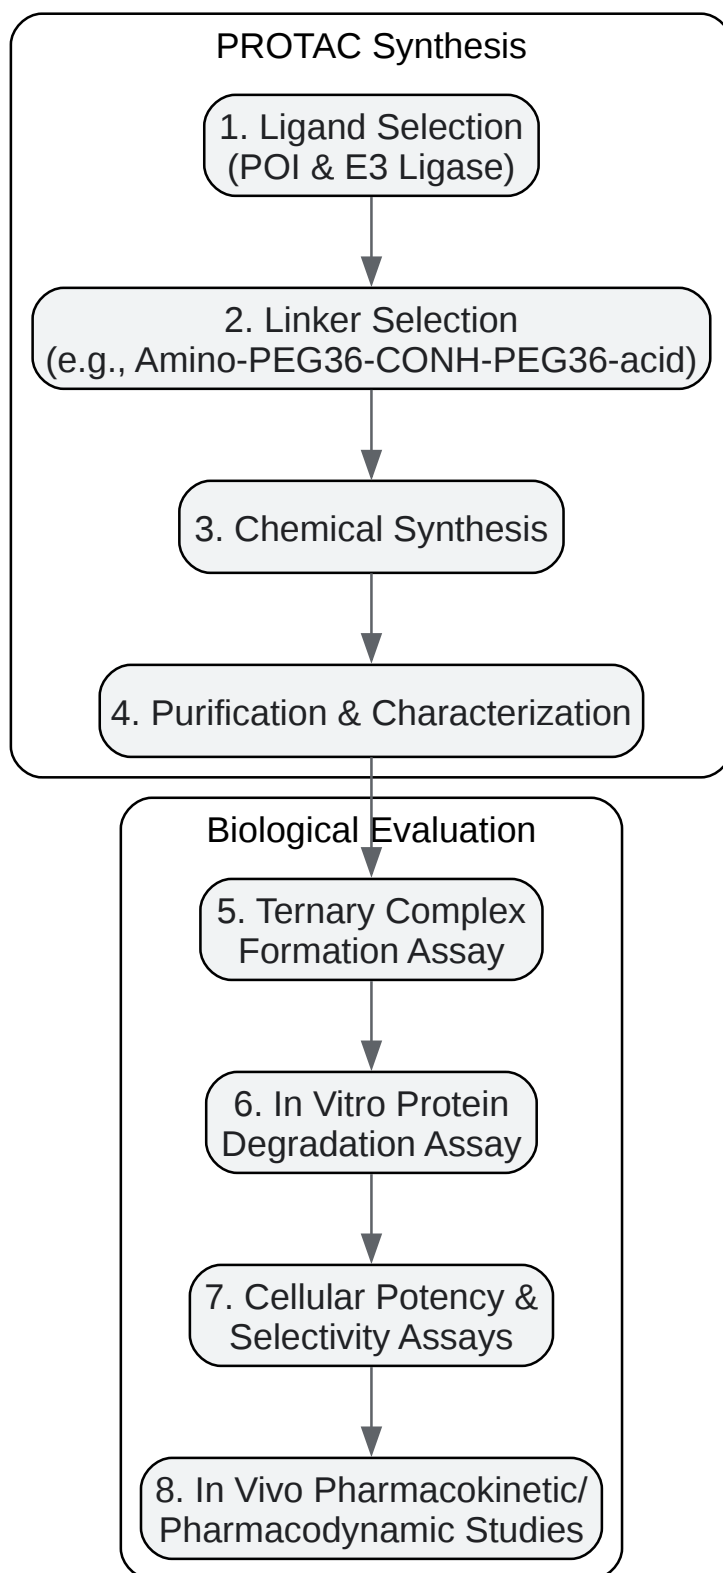 PROTAC Synthesis
1. Ligand Selection
(POI & E3 Ligase)
2. Linker Selection
(e.g., Amino-PEG36-CONH-PEG36-acid)
3. Chemical Synthesis
4. Purification & Characterization
Biological Evaluation
5. Ternary Complex
Formation Assay
6. In Vitro Protein
Degradation Assay
7. Cellular Potency &
Selectivity Assays
8. In Vivo Pharmacokinetic/
Pharmacodynamic Studies